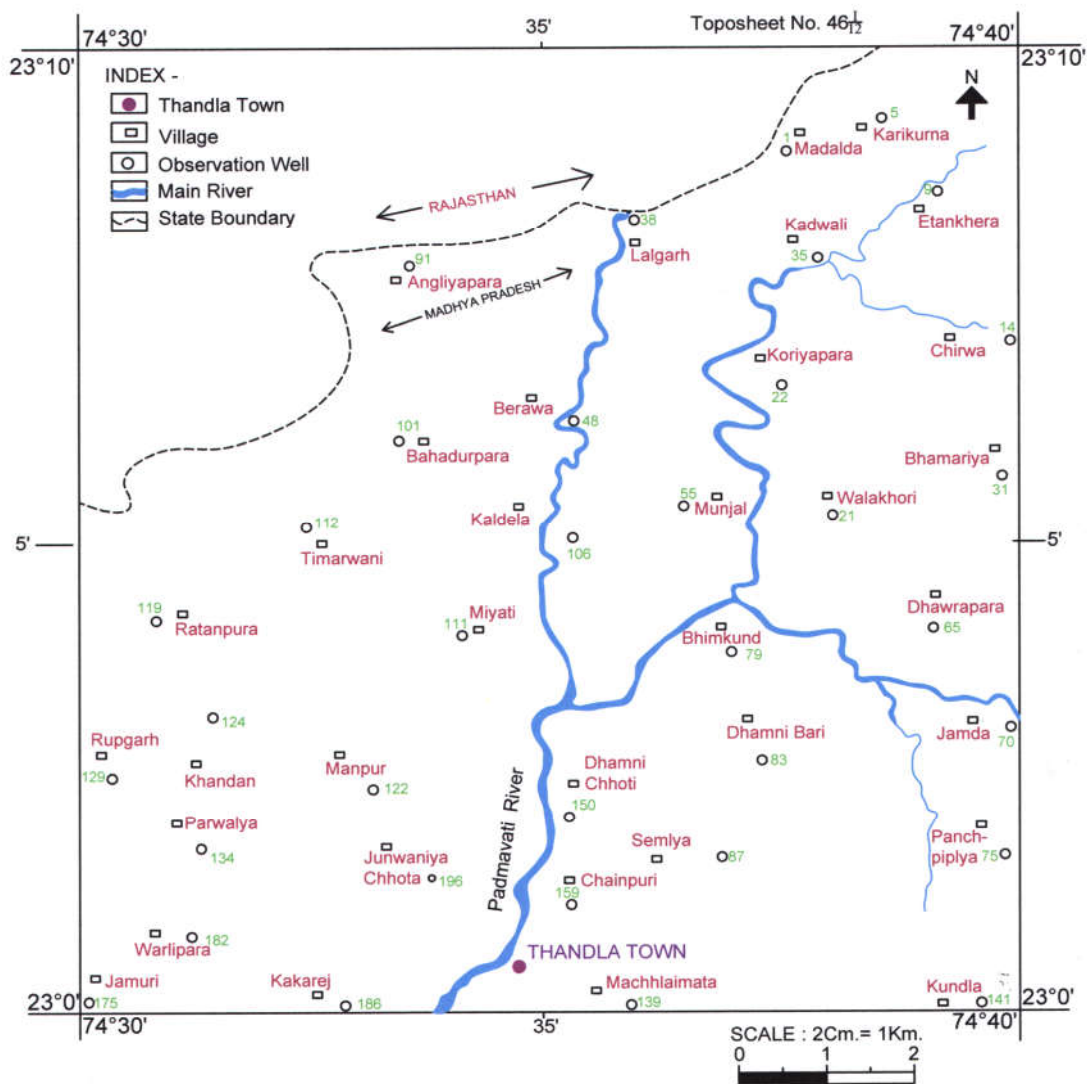 35'
Toposheet No. 46 I/12
74°30'
74°40'
23°10'
23°10'
INDEX -
Thandla Town
Village
Observation Well
Main River
State Boundary
N
5
1
Karikurna
Madalda
RAJASTHAN
9
Etankhera
38
Kadwali
Lalgarh
35
91
Angliyapara
MADHYA PRADESH
14
Chirwa
Koriyapara
22
Berawa
48
101
Bahadurpara
Bhamariya
31
55
Munjal
Walakhori
21
Kaldela
112
106
5'
5'
Timarwani
119
Ratanpura
Miyati
111
Dhawrapara
65
Bhimkund
79
124
Dhamni Bari
Jamda
70
Rupgarh
129
Khandan
Manpur
122
83
Dhamni
Chhoti
150
Parwalya
134
Junwaniya
Chhota
196
Padmavati River
Semlya
87
Panch-
piplya
75
Chainpuri
159
182
Warlipara
THANDLA TOWN
Jamuri
175
Kakarej
186
Machhlaimata
139
Kundla
141
23°0'
23°0'
74°30'
35'
74°40'
SCALE : 2Cm.= 1Km.
0 1 2